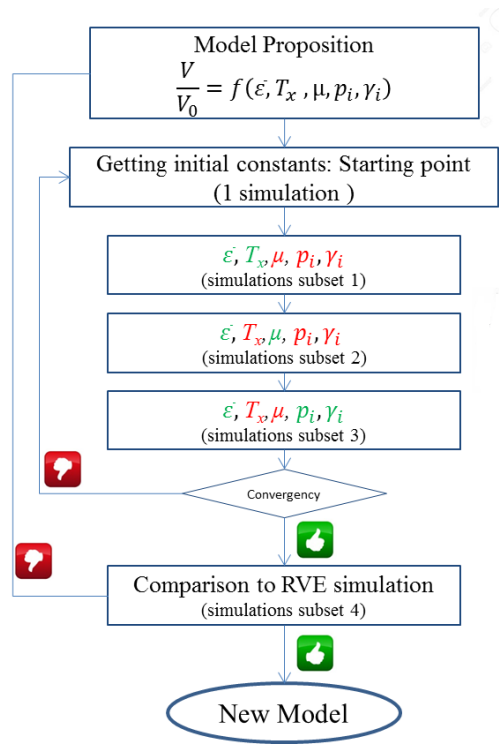 Model Proposition
V/V₀ = f(ε̇, Tₓ , μ, pᵢ, γᵢ)
Getting initial constants: Starting point
(1 simulation )
ε̇, Tₓ, μ, pᵢ, γᵢ
(simulations subset 1)
ε̇, Tₓ, μ, pᵢ, γᵢ
(simulations subset 2)
ε̇, Tₓ, μ, pᵢ, γᵢ
(simulations subset 3)
Convergency
Comparison to RVE simulation
(simulations subset 4)
New Model